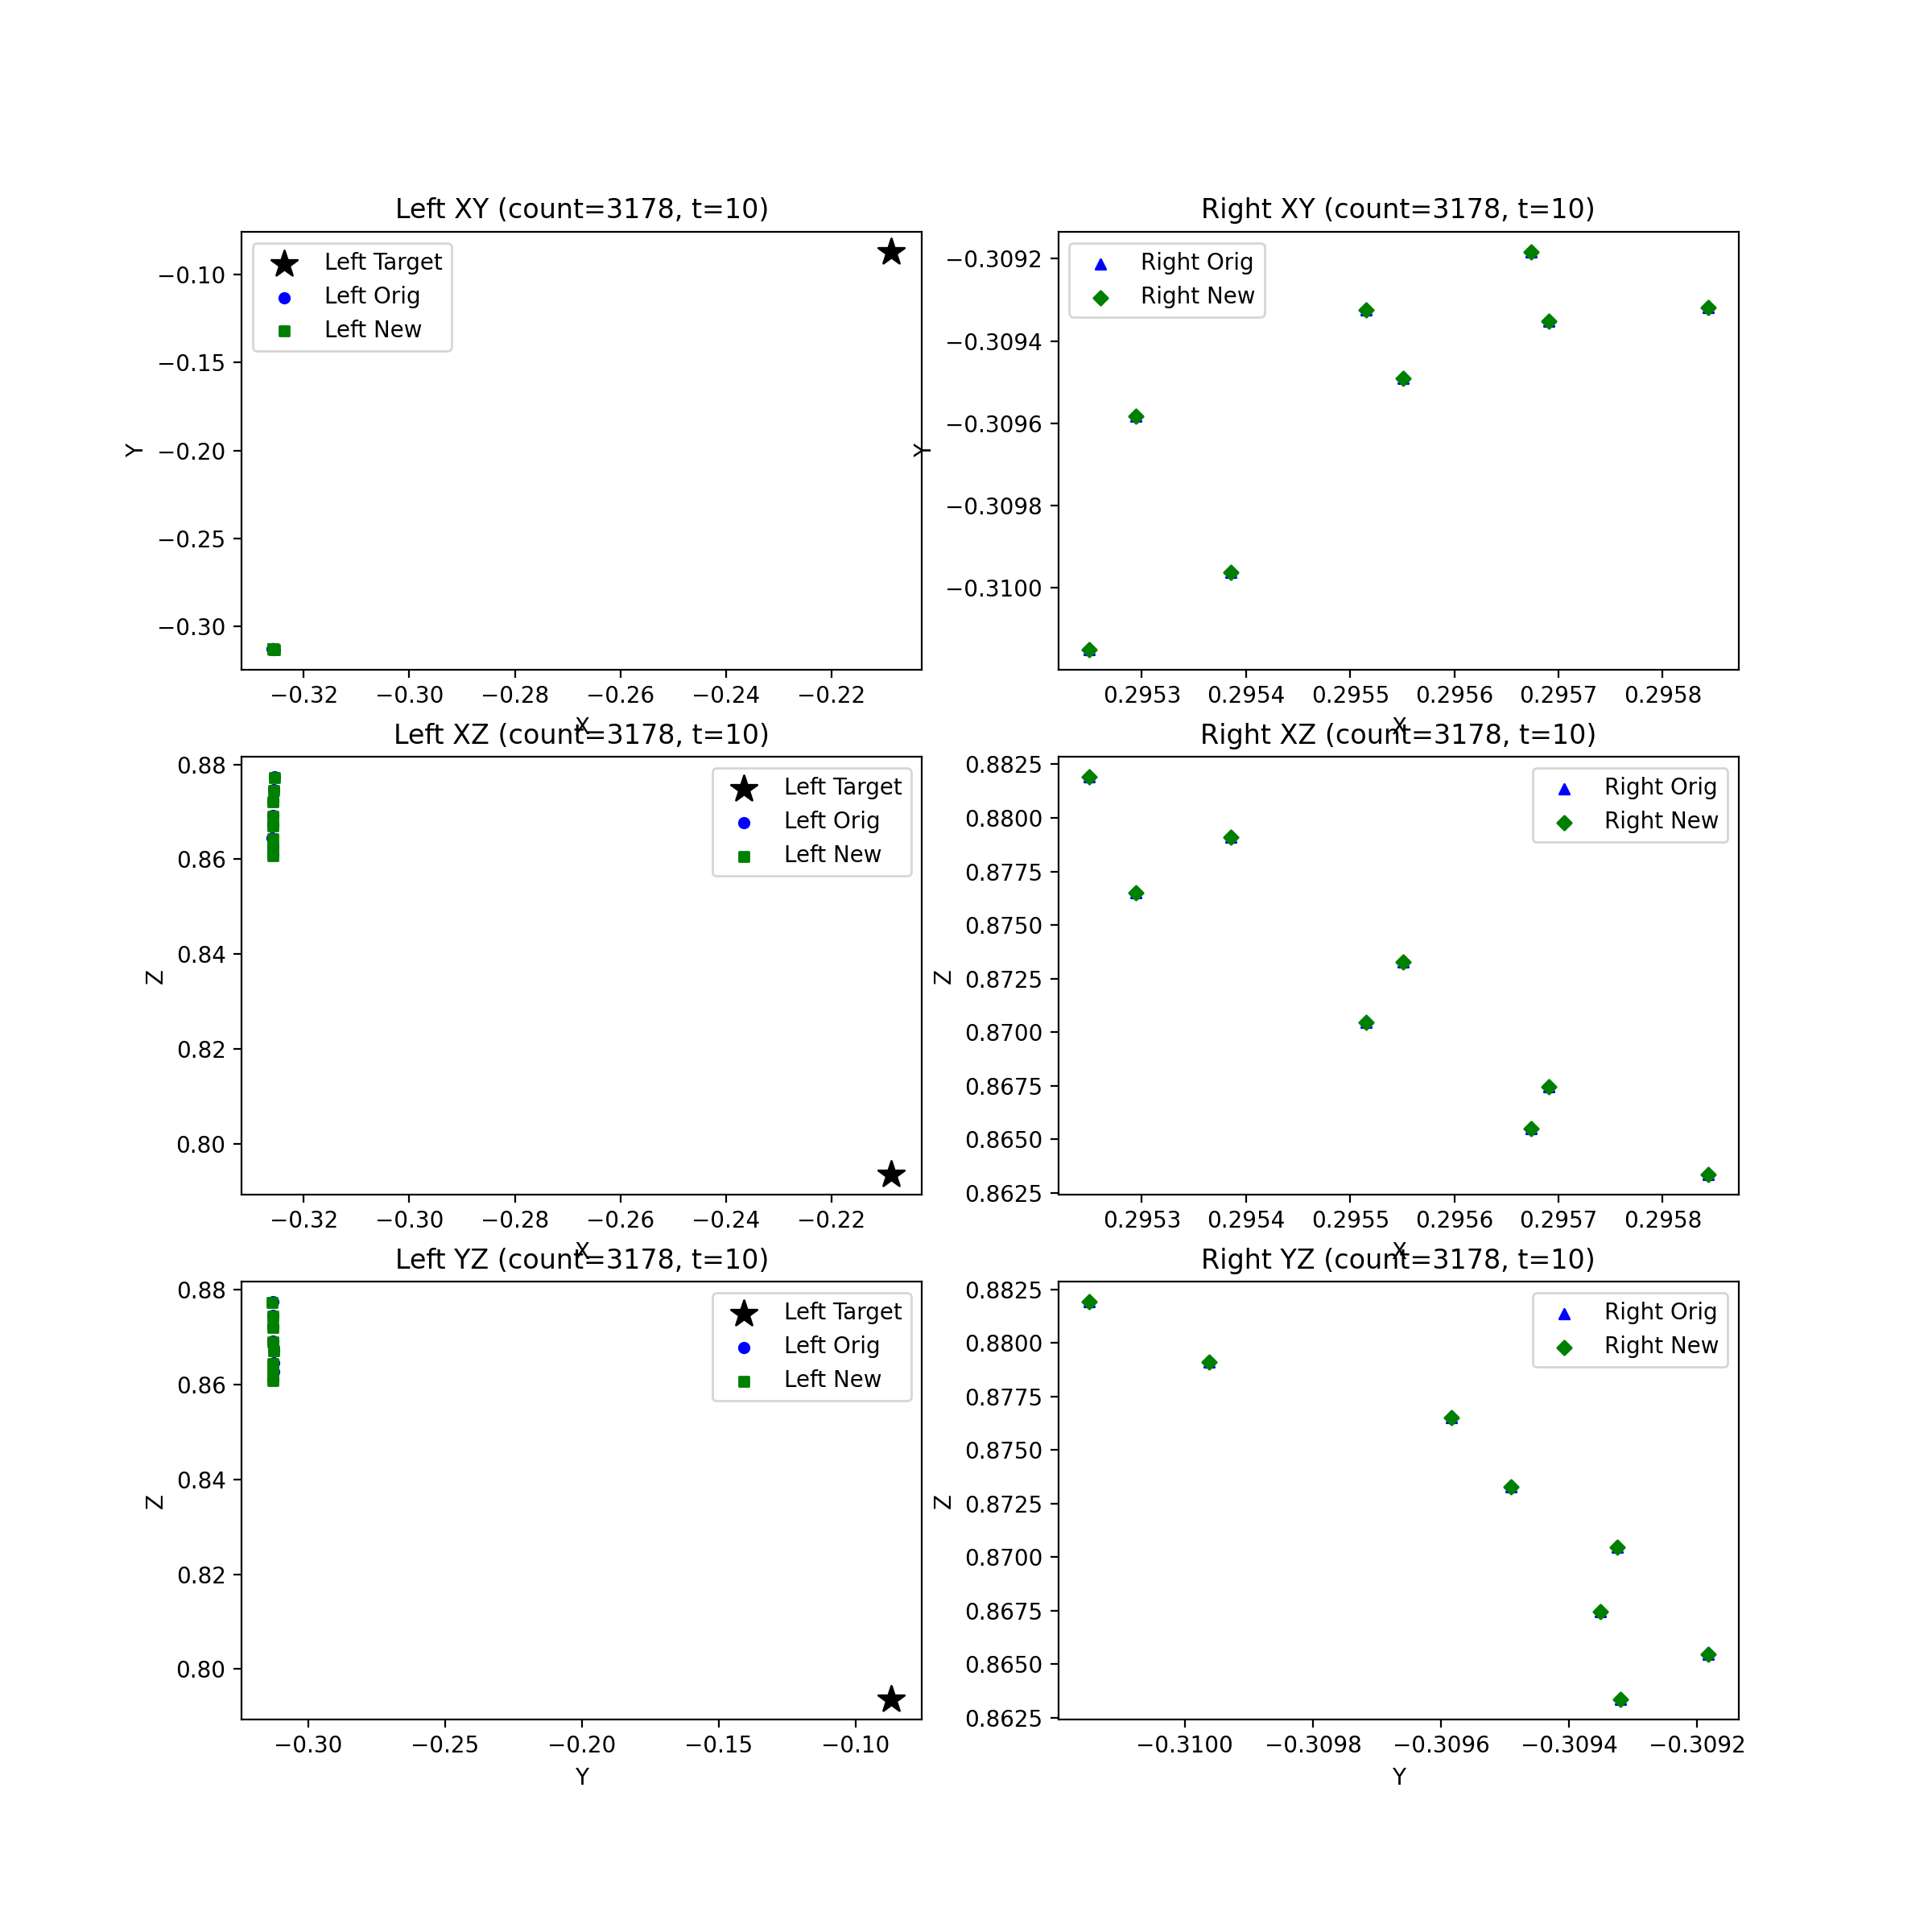 Left XY (count=3178, t=10)
Left Target
Left Orig
Left New
−0.10
−0.15
−0.20
−0.25
−0.30
Y
−0.32
−0.30
−0.28
−0.26
−0.24
−0.22
X
Right XY (count=3178, t=10)
Right Orig
Right New
−0.3092
−0.3094
−0.3096
−0.3098
−0.3100
Y
0.2953
0.2954
0.2955
0.2956
0.2957
0.2958
X
Left XZ (count=3178, t=10)
Left Target
Left Orig
Left New
0.88
0.86
0.84
0.82
0.80
Z
−0.32
−0.30
−0.28
−0.26
−0.24
−0.22
X
Right XZ (count=3178, t=10)
Right Orig
Right New
0.8825
0.8800
0.8775
0.8750
0.8725
0.8700
0.8675
0.8650
0.8625
Z
0.2953
0.2954
0.2955
0.2956
0.2957
0.2958
X
Left YZ (count=3178, t=10)
Left Target
Left Orig
Left New
0.88
0.86
0.84
0.82
0.80
Z
−0.30
−0.25
−0.20
−0.15
−0.10
Y
Right YZ (count=3178, t=10)
Right Orig
Right New
0.8825
0.8800
0.8775
0.8750
0.8725
0.8700
0.8675
0.8650
0.8625
Z
−0.3100
−0.3098
−0.3096
−0.3094
−0.3092
Y